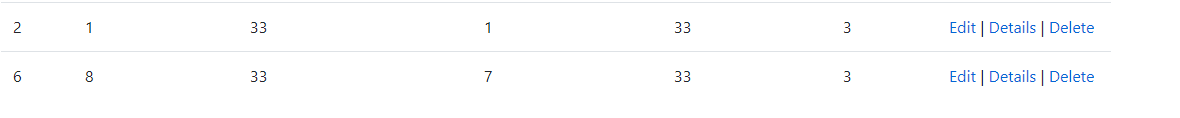 2 1 33 1 33 3 Edit | Details | Delete
6 8 33 7 33 3 Edit | Details | Delete